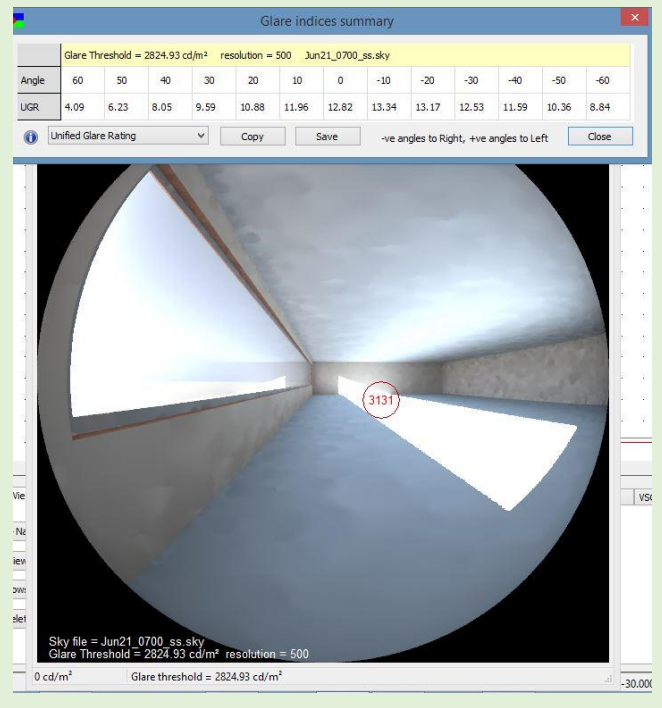 Glare indices summary
Glare Threshold = 2824.93 cd/m² resolution = 500 Jun21_0700_ss.sky
Angle 60 50 40 30 20 10 0 -10 -20 -30 -40 -50 -60
UGR 4.09 6.23 8.05 9.59 10.88 11.96 12.82 13.34 13.17 12.53 11.59 10.36 8.84
Unified Glare Rating Copy Save -ve angles to Right, +ve angles to Left Close
3131
Sky file = Jun21_0700_ss.sky
Glare Threshold = 2824.93 cd/m² resolution = 500
0 cd/m² Glare threshold = 2824.93 cd/m²
-30.000